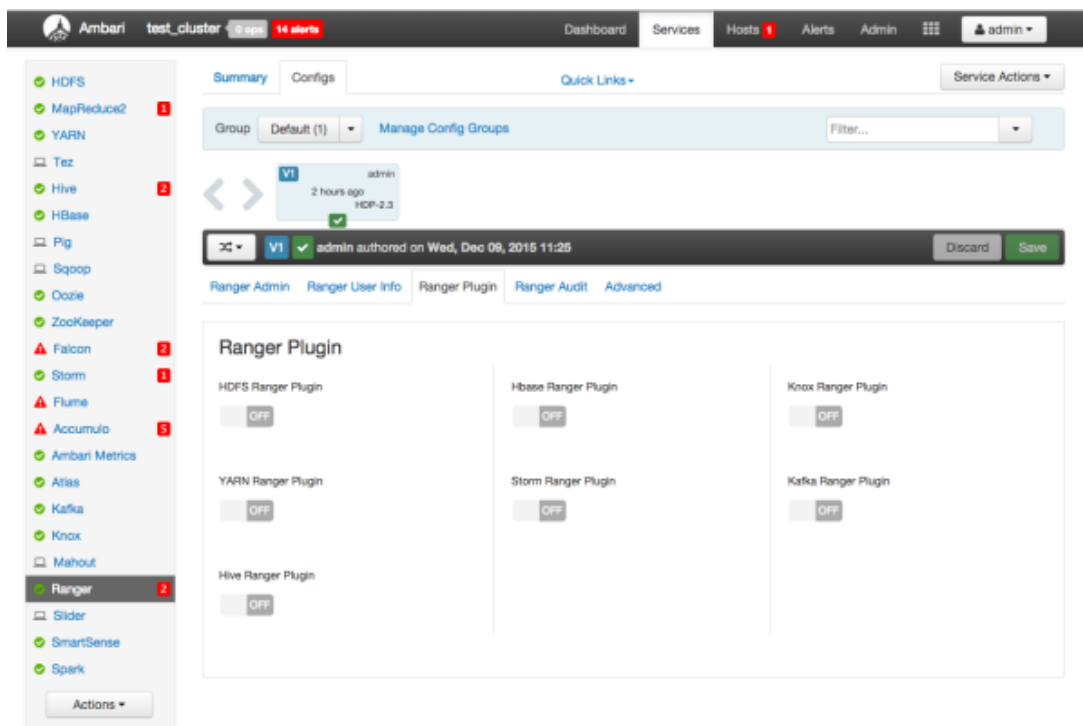 Ambari test_cluster 0 ops 14 alerts Dashboard Services Hosts 1 Alerts Admin admin
HDFS
MapReduce2 1
YARN
Tez
Hive 2
HBase
Pig
Sqoop
Oozie
ZooKeeper
Falcon 2
Storm 1
Flume
Accumulo 5
Ambari Metrics
Atlas
Kafka
Knox
Mahout
Ranger 2
Slider
SmartSense
Spark
Actions
Summary Configs Quick Links Service Actions
Group Default (1) Manage Config Groups Filter...
V1 admin
2 hours ago
HDP-2.3
V1 admin authored on Wed, Dec 09, 2015 11:25 Discard Save
Ranger Admin Ranger User Info Ranger Plugin Ranger Audit Advanced
Ranger Plugin
HDFS Ranger Plugin Hbase Ranger Plugin Knox Ranger Plugin
OFF OFF OFF
YARN Ranger Plugin Storm Ranger Plugin Kafka Ranger Plugin
OFF OFF OFF
Hive Ranger Plugin
OFF